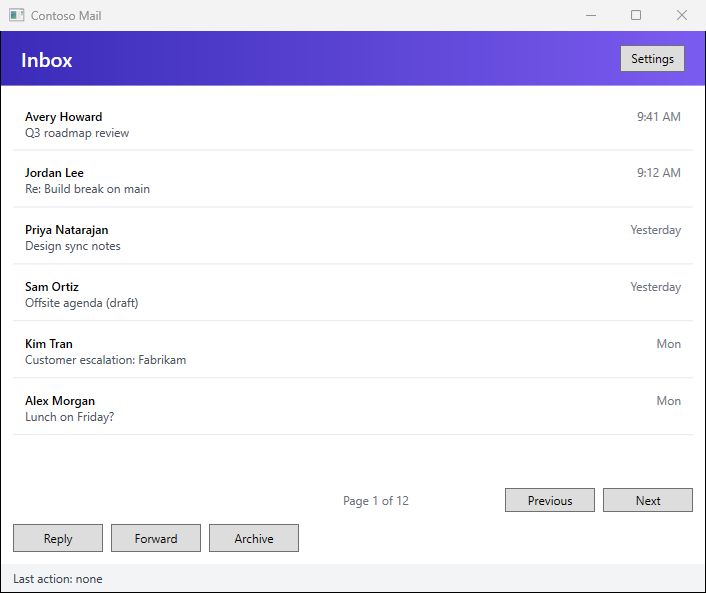 Contoso Mail
Inbox
Settings
Avery Howard
9:41 AM
Q3 roadmap review
Jordan Lee
9:12 AM
Re: Build break on main
Priya Natarajan
Yesterday
Design sync notes
Sam Ortiz
Yesterday
Offsite agenda (draft)
Kim Tran
Mon
Customer escalation: Fabrikam
Alex Morgan
Mon
Lunch on Friday?
Page 1 of 12
Previous
Next
Reply
Forward
Archive
Last action: none